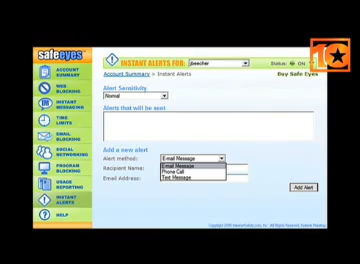 safeeyes
INSTANT ALERTS FOR: jbeecher
Status: ON
Account Summary > Instant Alerts
Buy Safe Eyes
ACCOUNT SUMMARY
WEB BLOCKING
INSTANT MESSAGING
TIME LIMITS
EMAIL BLOCKING
SOCIAL NETWORKING
PROGRAM BLOCKING
USAGE REPORTING
INSTANT ALERTS
HELP
Alert Sensitivity
Normal
Alerts that will be sent
Add a new alert
Alert method: E-mail Message
E-mail Message
Phone Call
Text Message
Recipient Name:
Email Address:
Add Alert